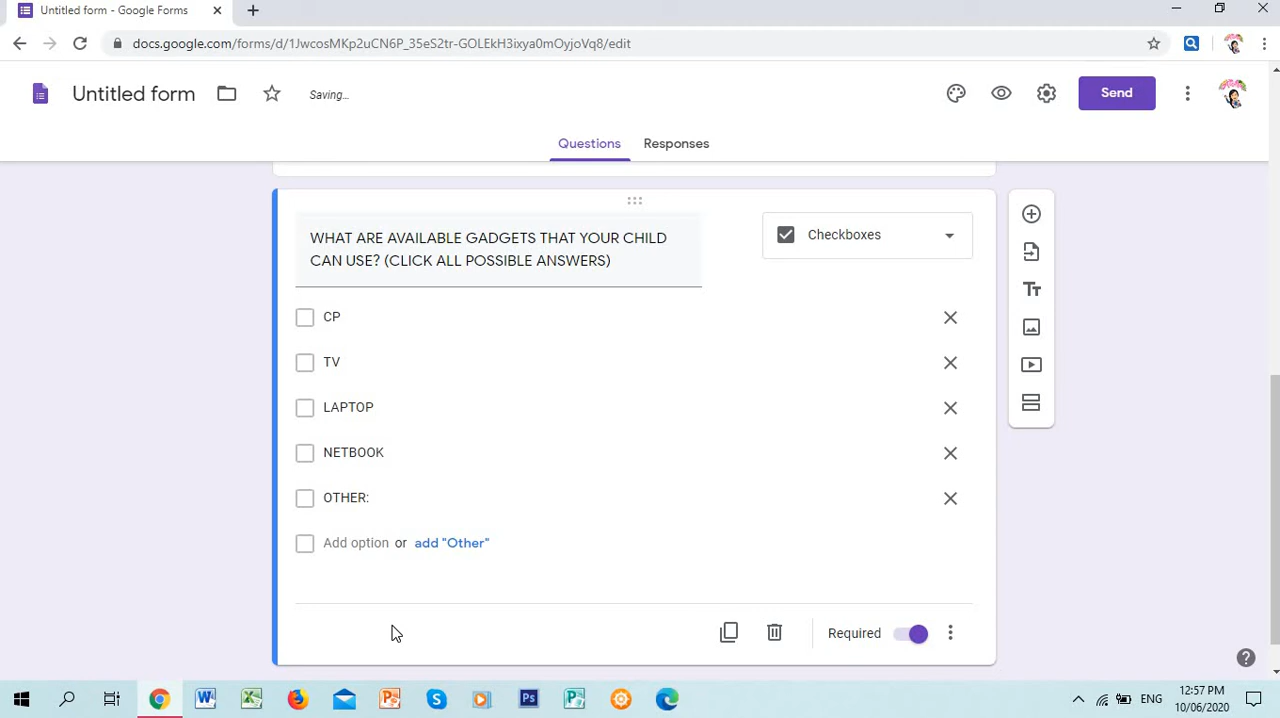 Untitled form - Google Forms
docs.google.com/forms/d/1JwcosMKp2uCN6P_35eS2tr-GOLEkH3ixya0mOyjoVq8/edit
Untitled form
Saving...
Send
Questions
Responses
WHAT ARE AVAILABLE GADGETS THAT YOUR CHILD
CAN USE? (CLICK ALL POSSIBLE ANSWERS)
Checkboxes
CP
TV
LAPTOP
NETBOOK
OTHER:
Add option or add "Other"
Required
ENG
12:57 PM
10/06/2020